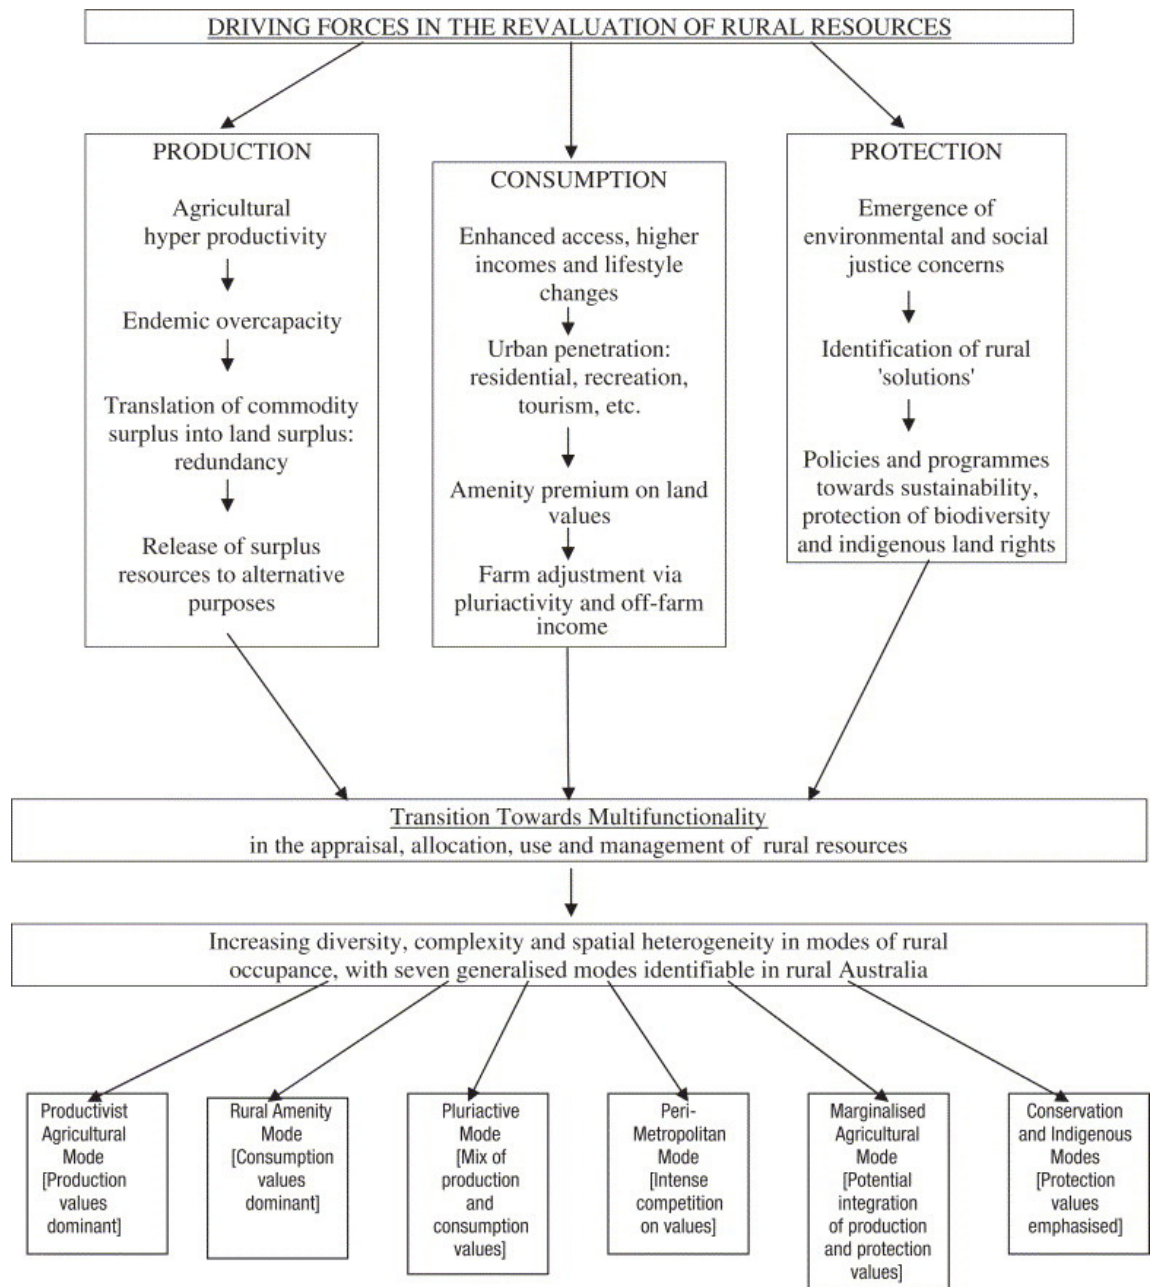 DRIVING FORCES IN THE REVALUATION OF RURAL RESOURCES
PRODUCTION
Agricultural
hyper productivity
Endemic overcapacity
Translation of commodity
surplus into land surplus:
redundancy
Release of surplus
resources to alternative
purposes
CONSUMPTION
Enhanced access, higher
incomes and lifestyle
changes
Urban penetration:
residential, recreation,
tourism, etc.
Amenity premium on land
values
Farm adjustment via
pluriactivity and off-farm
income
PROTECTION
Emergence of
environmental and social
justice concerns
Identification of rural
'solutions'
Policies and programmes
towards sustainability,
protection of biodiversity
and indigenous land rights
Transition Towards Multifunctionality
in the appraisal, allocation, use and management of rural resources
Increasing diversity, complexity and spatial heterogeneity in modes of rural
occupance, with seven generalised modes identifiable in rural Australia
Productivist
Agricultural
Mode
[Production
values
dominant]
Rural Amenity
Mode
[Consumption
values
dominant]
Pluriactive
Mode
[Mix of
production
and
consumption
values]
Peri-
Metropolitan
Mode
[Intense
competition
on values]
Marginalised
Agricultural
Mode
[Potential
integration
of production
and protection
values]
Conservation
and Indigenous
Modes
[Protection
values
emphasised]